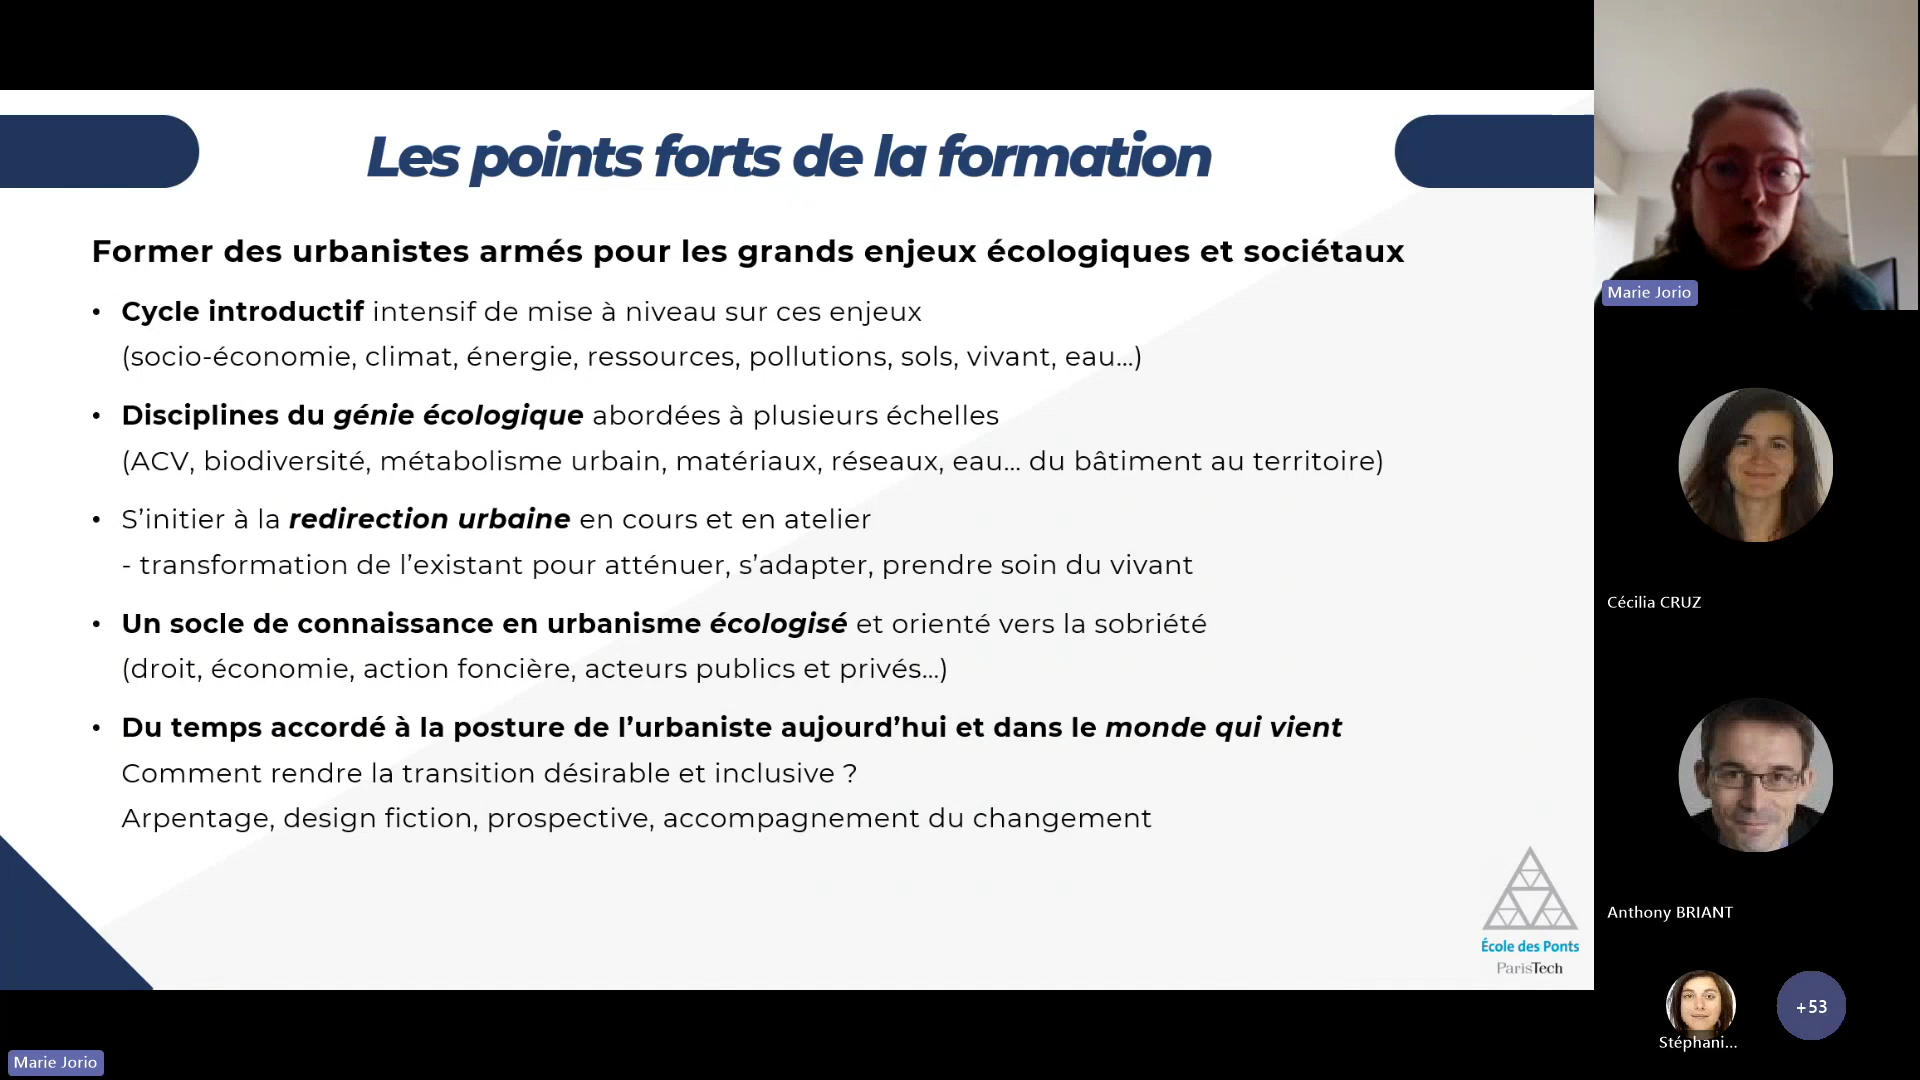 Les points forts de la formation
Former des urbanistes armés pour les grands enjeux écologiques et sociétaux
• Cycle introductif intensif de mise à niveau sur ces enjeux
(socio-économie, climat, énergie, ressources, pollutions, sols, vivant, eau...)
• Disciplines du génie écologique abordées à plusieurs échelles
(ACV, biodiversité, métabolisme urbain, matériaux, réseaux, eau... du bâtiment au territoire)
• S’initier à la redirection urbaine en cours et en atelier
- transformation de l’existant pour atténuer, s’adapter, prendre soin du vivant
• Un socle de connaissance en urbanisme écologisé et orienté vers la sobriété
(droit, économie, action foncière, acteurs publics et privés...)
• Du temps accordé à la posture de l’urbaniste aujourd’hui et dans le monde qui vient
Comment rendre la transition désirable et inclusive ?
Arpentage, design fiction, prospective, accompagnement du changement
École des Ponts
ParisTech
Marie Jorio
Cécilia CRUZ
Anthony BRIANT
Stéphani...
+53
Marie Jorio